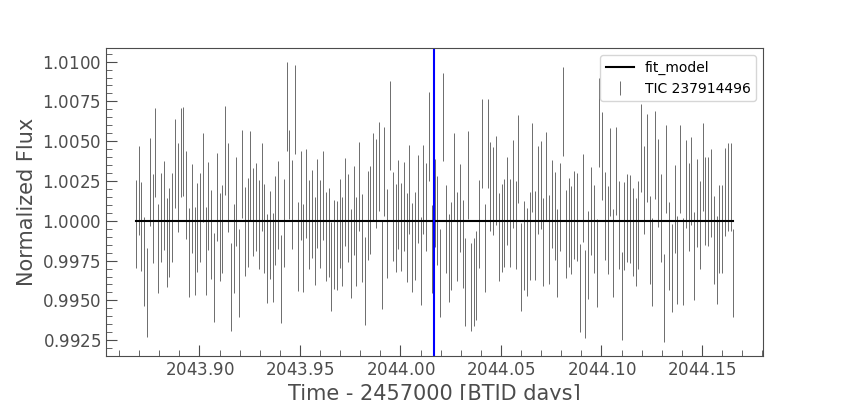 fit_model
TIC 237914496
1.0100
1.0075
1.0050
1.0025
1.0000
0.9975
0.9950
0.9925
Normalized Flux
2043.90 2043.95 2044.00 2044.05 2044.10 2044.15
Time - 2457000 [BTJD days]